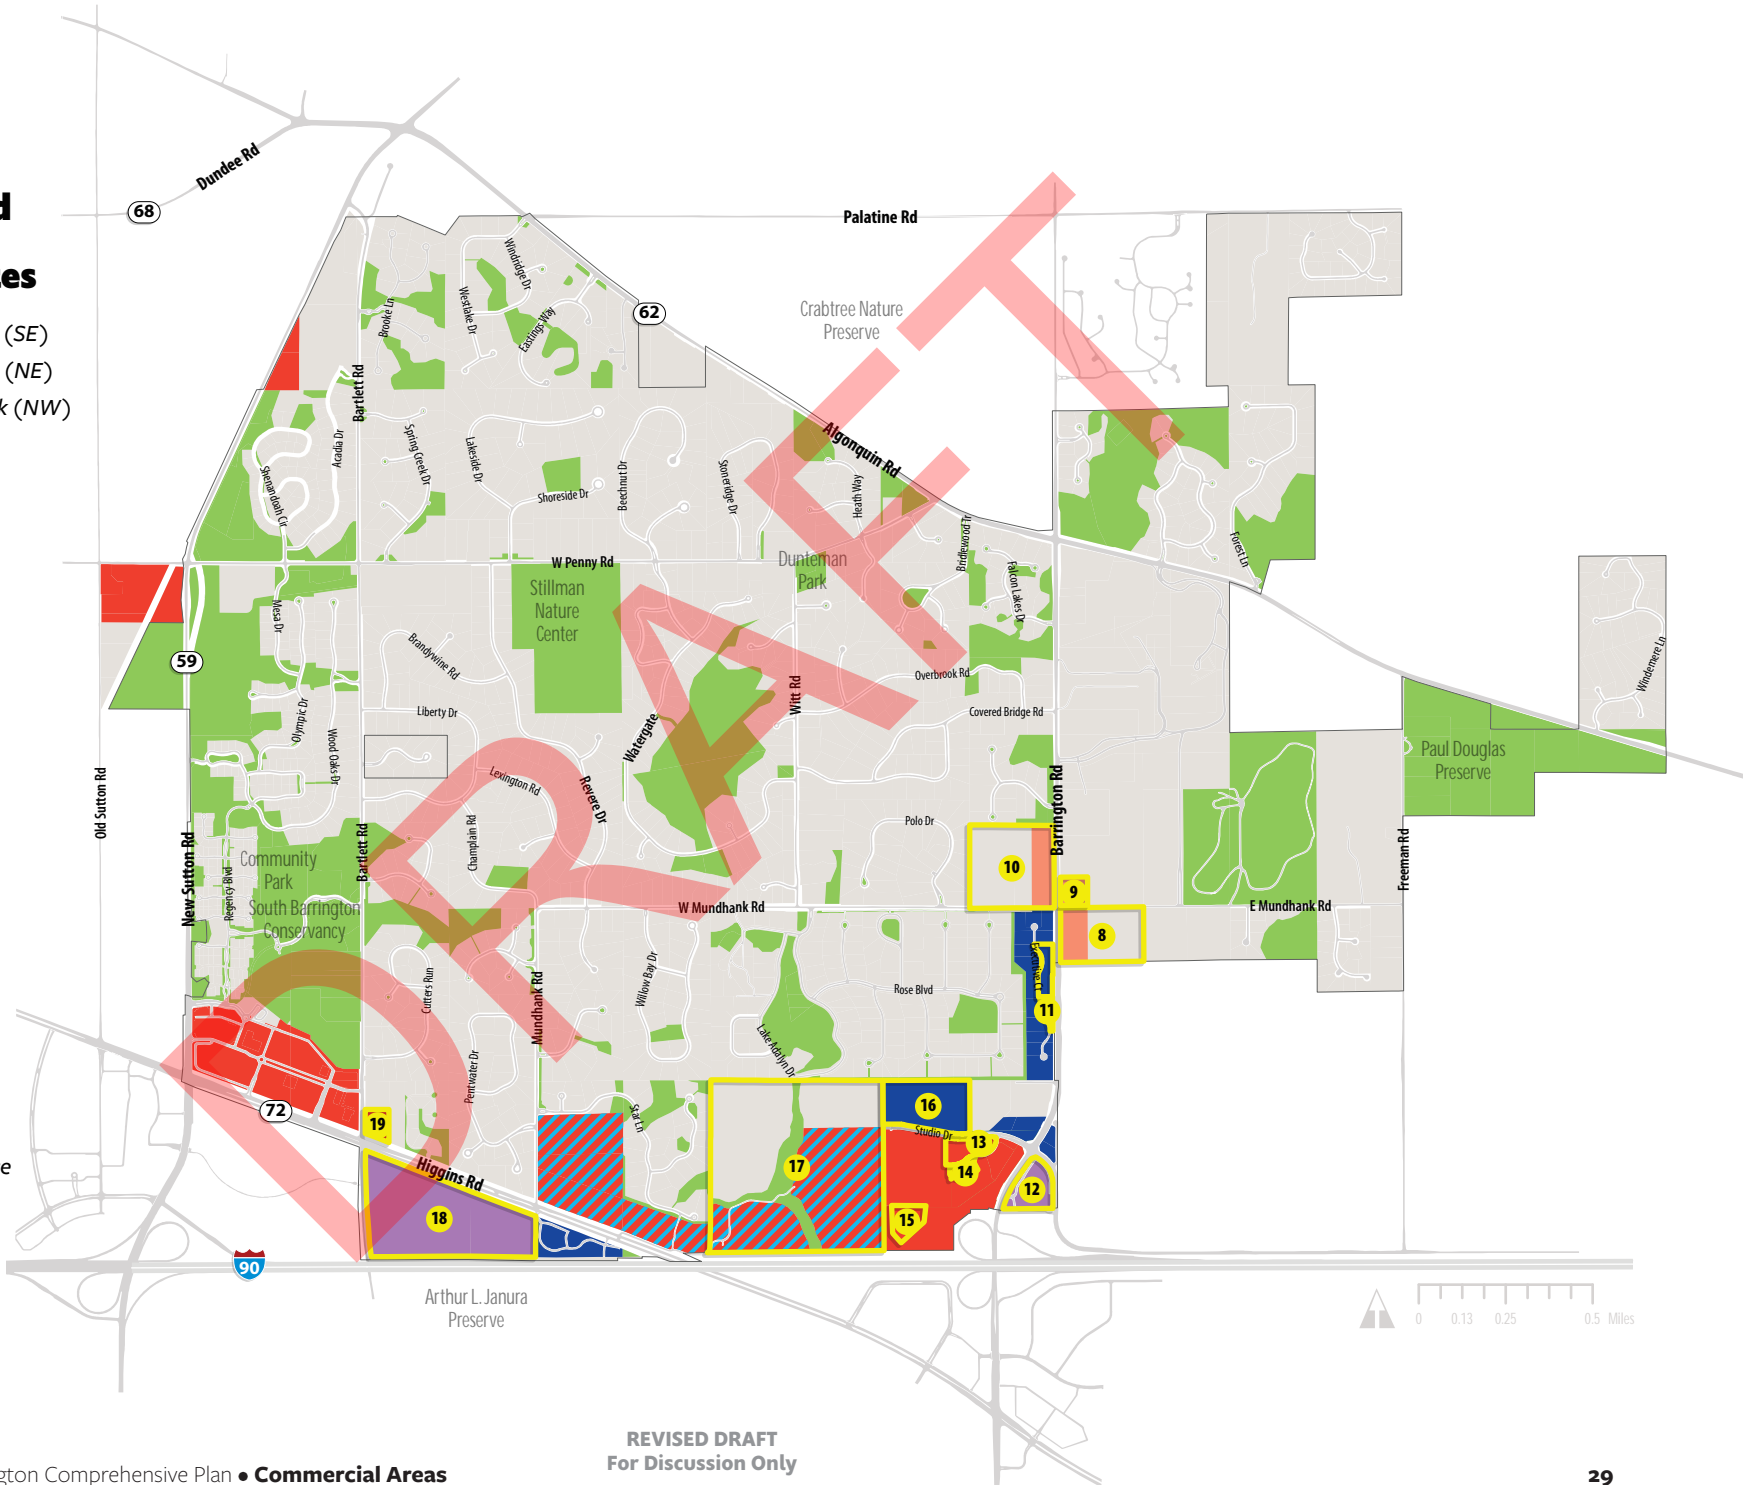 d
tes
(SE)
(NE)
k (NW)
e
Dundee Rd
68
Palatine Rd
62
Crabtree Nature
Preserve
Windridge Dr
Westlake Dr
Eastings Way
Brooke Ln
Bartlett Rd
Acadia Dr
Shenandoah Cir
Spring Creek Dr
Lakeside Dr
Shoreside Dr
Beechnut Dr
Stoneridge Dr
Algonquin Rd
Heath Way
Bridlewood Tr
Falcon Lakes Dr
Forest Ln
W Penny Rd
Stillman
Nature
Center
Dunteman
Park
Mesa Dr
59
Brandywine Rd
Liberty Dr
Olympic Dr
Wood Oaks Dr
Watergate
Witt Rd
Overbrook Rd
Covered Bridge Rd
Windemere Ln
Paul Douglas
Preserve
Lexington Rd
Revere Dr
Old Sutton Rd
New Sutton Rd
Regency Blvd
Community
Park
South Barrington
Conservancy
Bartlett Rd
Champlain Rd
Polo Dr
Barrington Rd
Freeman Rd
10
9
8
W Mundhank Rd
E Mundhank Rd
Executive Ct
11
Cutters Run
Mundhank Rd
Willow Bay Dr
Rose Blvd
Lake Adalyn Dr
Pentwater Dr
Star Ln
72
19
16
Studio Dr
13
14
17
12
15
Higgins Rd
18
90
Arthur L. Janura
Preserve
0 0.13 0.25 0.5 Miles
DRAFT
REVISED DRAFT
For Discussion Only
gton Comprehensive Plan • Commercial Areas
29